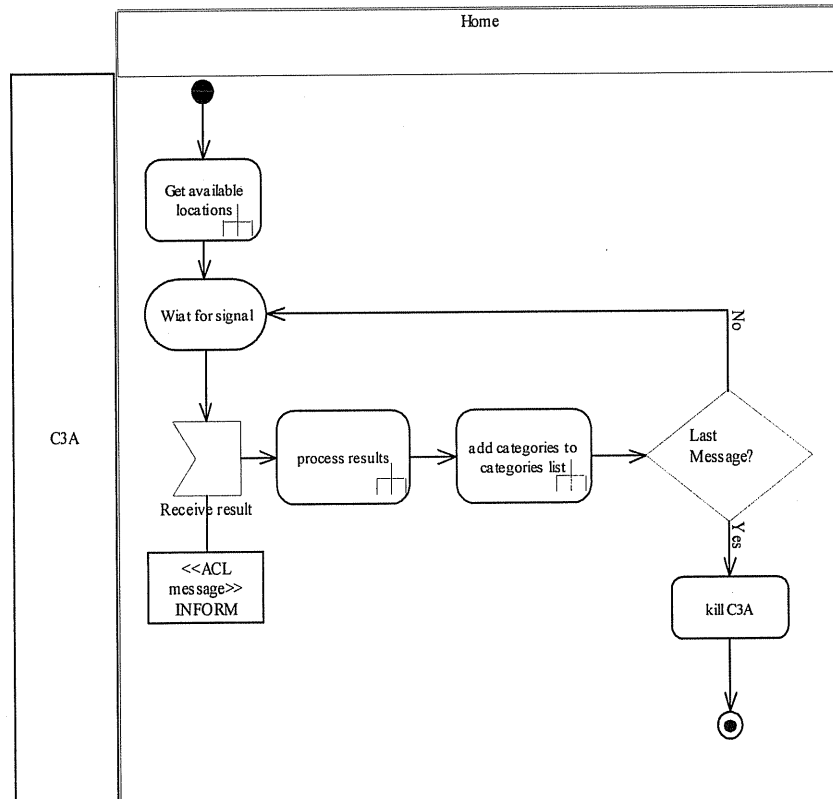 Home
Get available
locations
Wiat for signal
No
C3A
process results
add categories to
categories list
Last
Message?
Receive result
Yes
<<ACL
message>>
INFORM
kill C3A